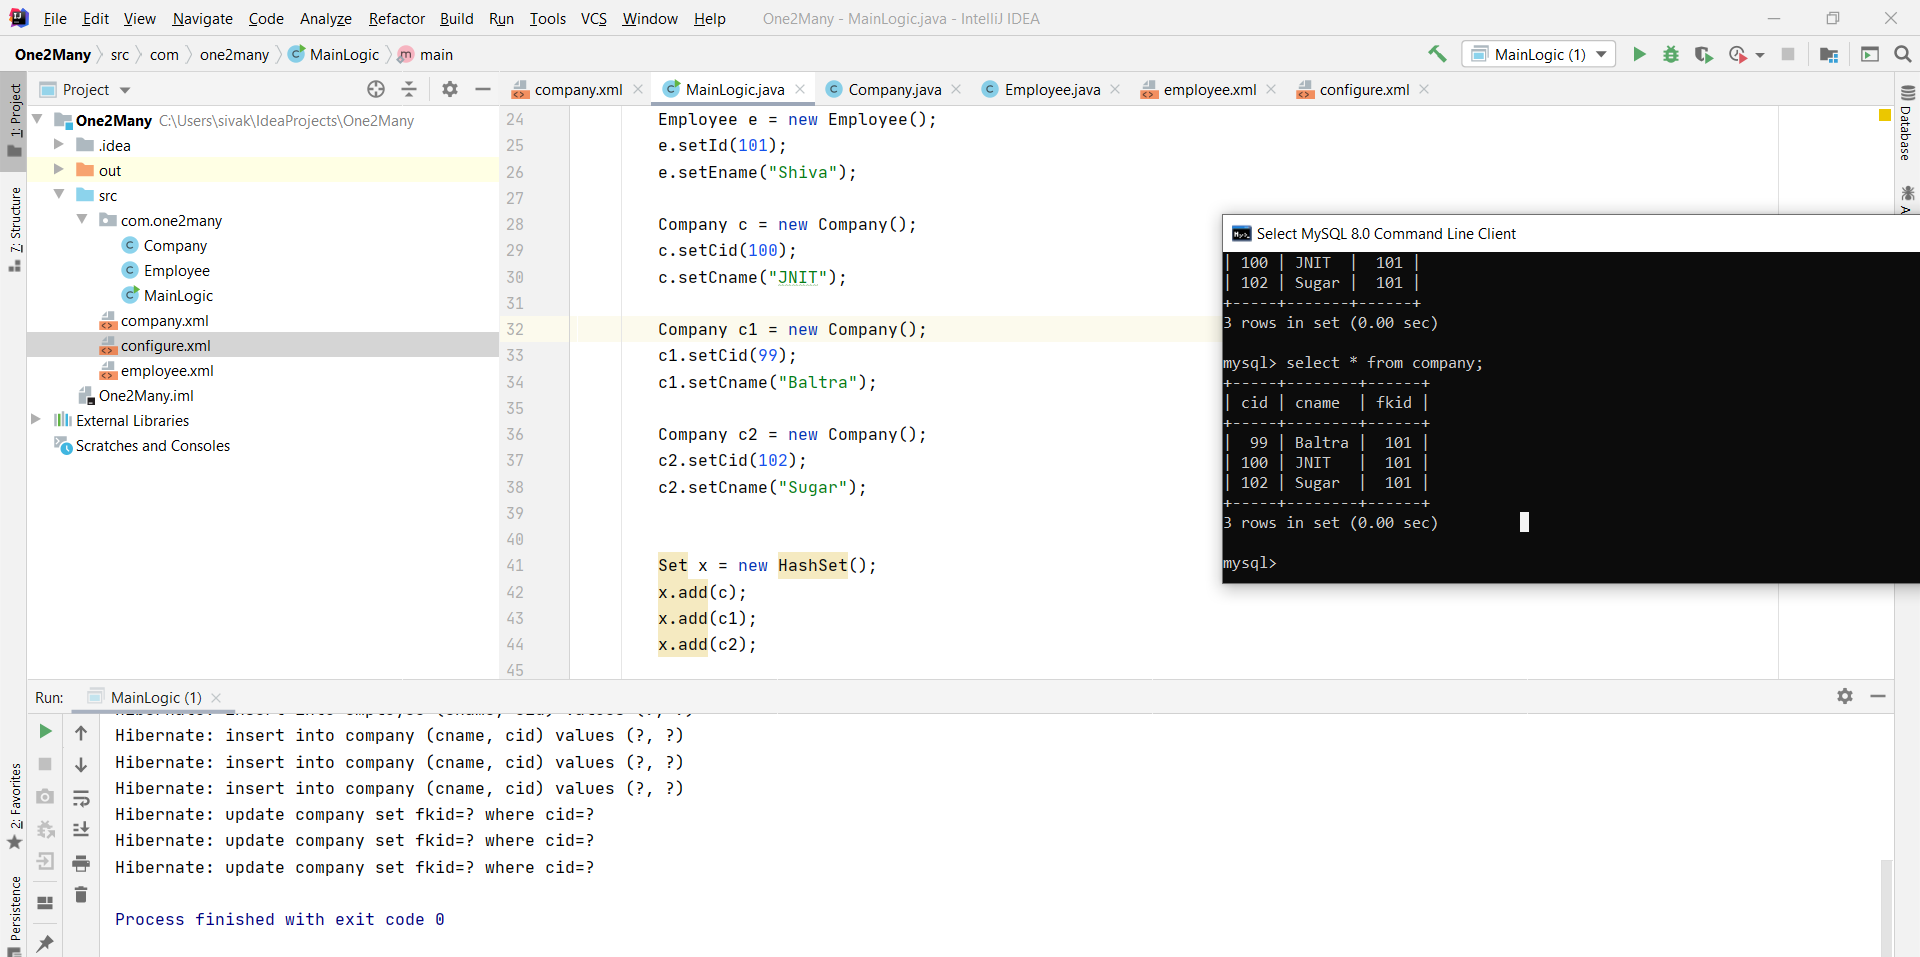 File Edit View Navigate Code Analyze Refactor Build Run Tools VCS Window Help One2Many - MainLogic.java - IntelliJ IDEA
One2Many src com one2many MainLogic main MainLogic (1)
Project company.xml MainLogic.java Company.java Employee.java employee.xml configure.xml
1: Project
7: Structure
2: Favorites
Persistence
Database
One2Many C:\Users\sivak\IdeaProjects\One2Many
.idea
out
src
com.one2many
Company
Employee
MainLogic
company.xml
configure.xml
employee.xml
One2Many.iml
External Libraries
Scratches and Consoles
24 Employee e = new Employee();
25 e.setId(101);
26 e.setEname("Shiva");
27
28 Company c = new Company();
29 c.setCid(100);
30 c.setCname("JNIT");
31
32 Company c1 = new Company();
33 c1.setCid(99);
34 c1.setCname("Baltra");
35
36 Company c2 = new Company();
37 c2.setCid(102);
38 c2.setCname("Sugar");
39
40
41 Set x = new HashSet();
42 x.add(c);
43 x.add(c1);
44 x.add(c2);
45
Select MySQL 8.0 Command Line Client
| 100 | JNIT  |  101 |
| 102 | Sugar |  101 |
+-----+-------+------+
3 rows in set (0.00 sec)
mysql> select * from company;
+-----+--------+------+
| cid | cname  | fkid |
+-----+--------+------+
|  99 | Baltra |  101 |
| 100 | JNIT   |  101 |
| 102 | Sugar  |  101 |
+-----+--------+------+
3 rows in set (0.00 sec)
mysql>
Run: MainLogic (1)
Hibernate: insert into employee (ename, eid) values (?, ?)
Hibernate: insert into company (cname, cid) values (?, ?)
Hibernate: insert into company (cname, cid) values (?, ?)
Hibernate: insert into company (cname, cid) values (?, ?)
Hibernate: update company set fkid=? where cid=?
Hibernate: update company set fkid=? where cid=?
Hibernate: update company set fkid=? where cid=?
Process finished with exit code 0